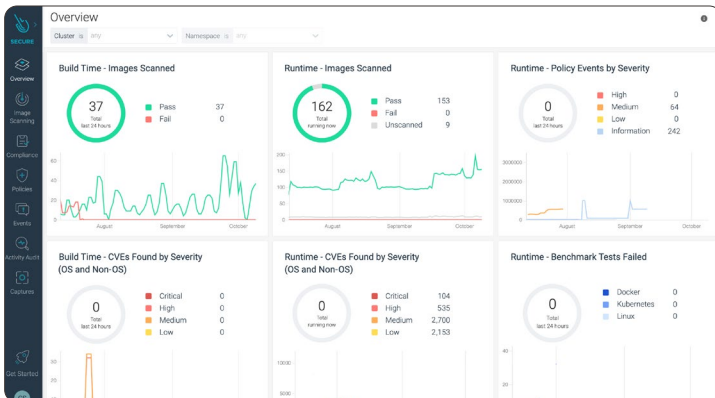 Overview
Cluster is any
Namespace is any
SECURE
Overview
Image
Scanning
Compliance
Policies
Events
Activity Audit
Captures
Get Started
Build Time - Images Scanned
37
Total
last 24 hours
Pass 37
Fail 0
60
40
20
0
August September October
Runtime - Images Scanned
162
Total
running now
Pass 153
Fail 0
Unscanned 9
200
150
100
50
0
August September October
Runtime - Policy Events by Severity
0
Total
last 24 hours
High 0
Medium 64
Low 0
Information 242
3000000
2000000
1000000
0
August September October
Build Time - CVEs Found by Severity
(OS and Non-OS)
0
Total
last 24 hours
Critical 0
High 0
Medium 0
Low 0
30
25
Runtime - CVEs Found by Severity
(OS and Non-OS)
0
Total
running now
Critical 104
High 535
Medium 2,700
Low 2,153
10000
5000
Runtime - Benchmark Tests Failed
0
Total
last 24 hours
Docker 0
Kubernetes 0
Linux 0
40
20